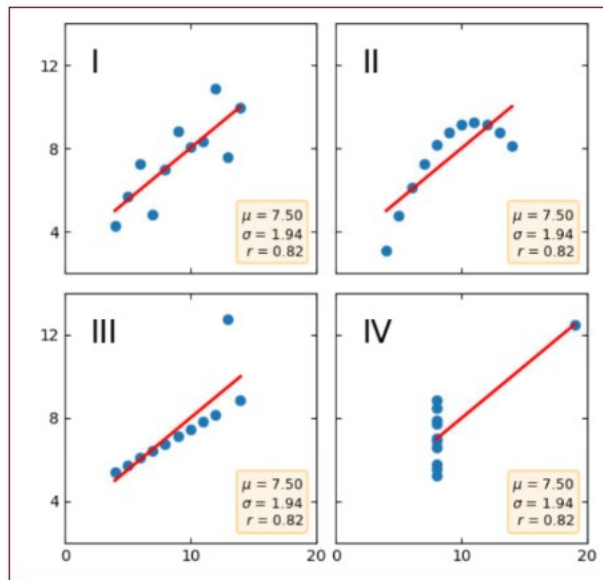 I
II
12
8
4
μ = 7.50
σ = 1.94
r = 0.82
μ = 7.50
σ = 1.94
r = 0.82
III
IV
12
8
4
μ = 7.50
σ = 1.94
r = 0.82
μ = 7.50
σ = 1.94
r = 0.82
0
10
20
0
10
20